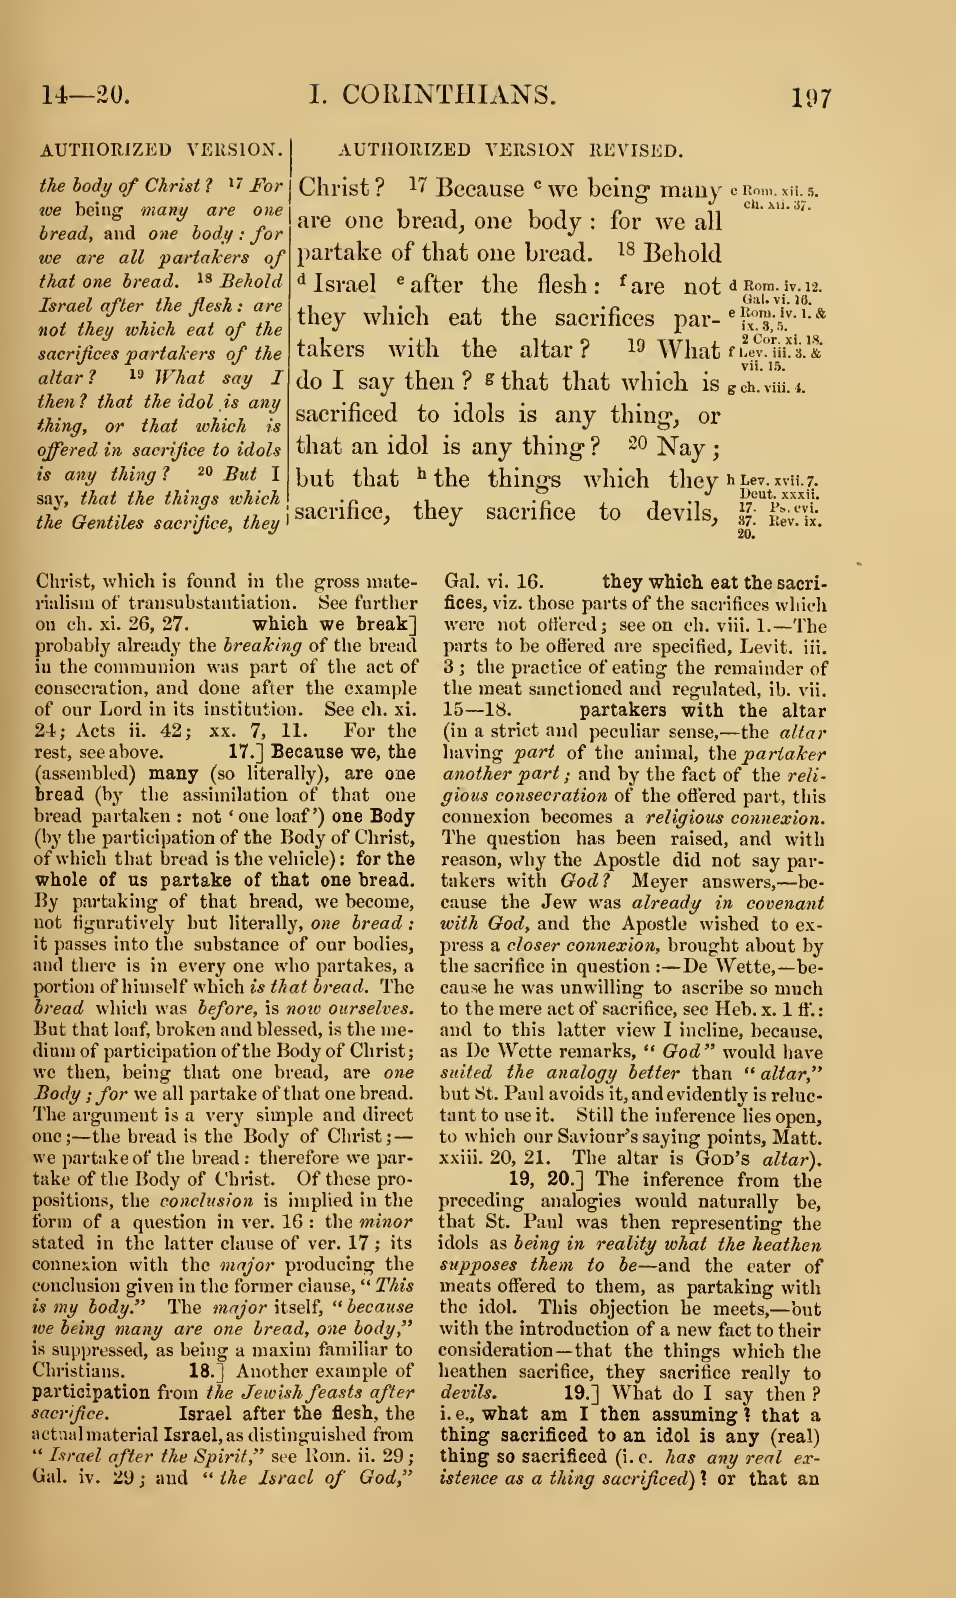 14—20.
I. CORINTHIANS.
197
AUTHORIZED VERSION.
the body of Christ? 17 For
we being many are one
bread, and one body: for
we are all partakers of
that one bread. 18 Behold
Israel after the flesh: are
not they which eat of the
sacrifices partakers of the
altar? 19 What say I
then? that the idol is any
thing, or that which is
offered in sacrifice to idols
is any thing? 20 But I
say, that the things which
the Gentiles sacrifice, they
AUTHORIZED VERSION REVISED.
Christ? 17 Because c we being many
are one bread, one body: for we all
partake of that one bread. 18 Behold
d Israel e after the flesh: f are not
they which eat the sacrifices par-
takers with the altar? 19 What
do I say then? g that that which is
sacrificed to idols is any thing, or
that an idol is any thing? 20 Nay;
but that h the things which they
sacrifice, they sacrifice to devils,
c Rom. xii. 5.
ch. xii. 37.
d Rom. iv. 12.
Gal. vi. 16.
e Rom. iv. 1. &
ix. 3, 5.
2 Cor. xi. 18.
f Lev. iii. 3. &
vii. 15.
g ch. viii. 4.
h Lev. xvii. 7.
Deut. xxxii.
17. Ps. cvi.
37. Rev. ix.
20.
Christ, which is found in the gross mate-
rialism of transubstantiation. See further
on ch. xi. 26, 27. which we break]
probably already the breaking of the bread
in the communion was part of the act of
consecration, and done after the example
of our Lord in its institution. See ch. xi.
24; Acts ii. 42; xx. 7, 11. For the
rest, see above. 17.] Because we, the
(assembled) many (so literally), are one
bread (by the assimilation of that one
bread partaken: not ‘one loaf’) one Body
(by the participation of the Body of Christ,
of which that bread is the vehicle): for the
whole of us partake of that one bread.
By partaking of that bread, we become,
not figuratively but literally, one bread:
it passes into the substance of our bodies,
and there is in every one who partakes, a
portion of himself which is that bread. The
bread which was before, is now ourselves.
But that loaf, broken and blessed, is the me-
dium of participation of the Body of Christ;
we then, being that one bread, are one
Body; for we all partake of that one bread.
The argument is a very simple and direct
one;—the bread is the Body of Christ;—
we partake of the bread: therefore we par-
take of the Body of Christ. Of these pro-
positions, the conclusion is implied in the
form of a question in ver. 16: the minor
stated in the latter clause of ver. 17; its
connexion with the major producing the
conclusion given in the former clause, “This
is my body.” The major itself, “because
we being many are one bread, one body,”
is suppressed, as being a maxim familiar to
Christians. 18.] Another example of
participation from the Jewish feasts after
sacrifice. Israel after the flesh, the
actual material Israel, as distinguished from
“Israel after the Spirit,” see Rom. ii. 29;
Gal. iv. 29; and “the Israel of God,”
Gal. vi. 16. they which eat the sacri-
fices, viz. those parts of the sacrifices which
were not offered; see on ch. viii. 1.—The
parts to be offered are specified, Levit. iii.
3; the practice of eating the remainder of
the meat sanctioned and regulated, ib. vii.
15—18. partakers with the altar
(in a strict and peculiar sense,—the altar
having part of the animal, the partaker
another part; and by the fact of the reli-
gious consecration of the offered part, this
connexion becomes a religious connexion.
The question has been raised, and with
reason, why the Apostle did not say par-
takers with God? Meyer answers,—be-
cause the Jew was already in covenant
with God, and the Apostle wished to ex-
press a closer connexion, brought about by
the sacrifice in question:—De Wette,—be-
cause he was unwilling to ascribe so much
to the mere act of sacrifice, see Heb. x. 1 ff.:
and to this latter view I incline, because,
as De Wette remarks, “God” would have
suited the analogy better than “altar,”
but St. Paul avoids it, and evidently is reluc-
tant to use it. Still the inference lies open,
to which our Saviour's saying points, Matt.
xxiii. 20, 21. The altar is GOD'S altar).
19, 20.] The inference from the
preceding analogies would naturally be,
that St. Paul was then representing the
idols as being in reality what the heathen
supposes them to be—and the eater of
meats offered to them, as partaking with
the idol. This objection he meets,—but
with the introduction of a new fact to their
consideration—that the things which the
heathen sacrifice, they sacrifice really to
devils. 19.] What do I say then?
i. e., what am I then assuming? that a
thing sacrificed to an idol is any (real)
thing so sacrificed (i. e. has any real ex-
istence as a thing sacrificed)? or that an